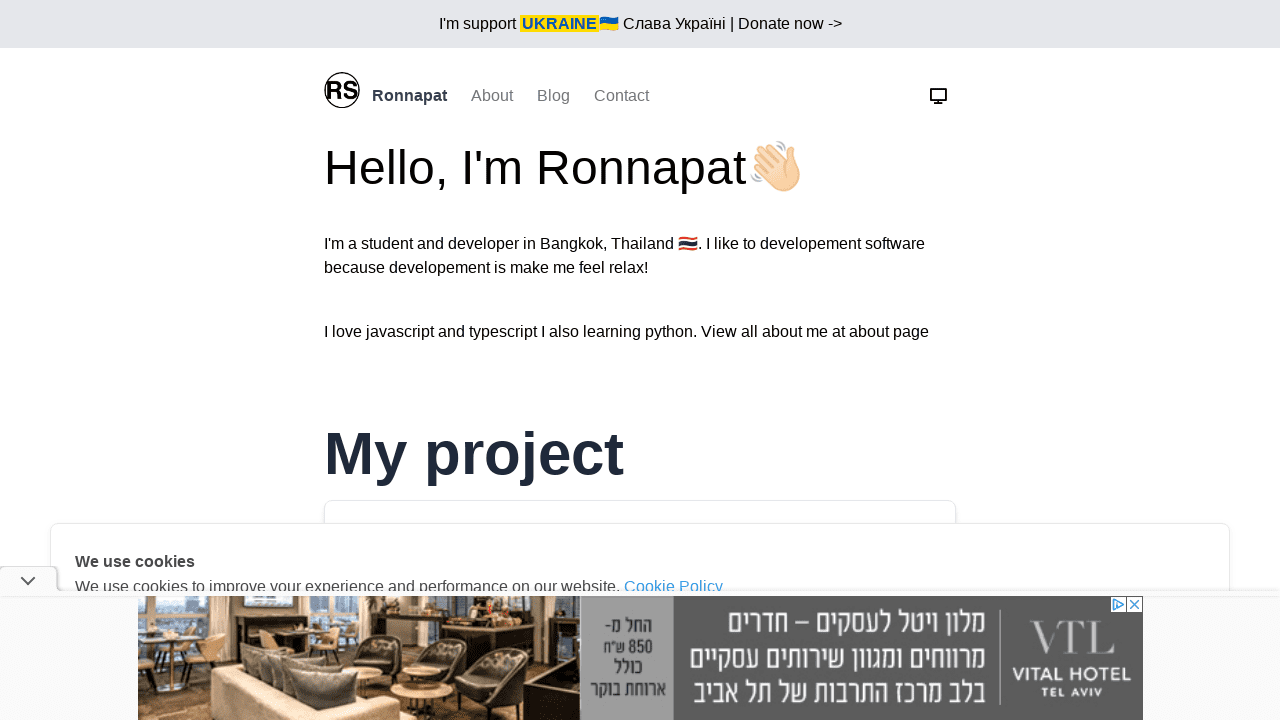 I'm support UKRAINE🇺🇦 Слава Україні | Donate now ->
RS Ronnapat About Blog Contact
Hello, I'm Ronnapat👋🏻
I'm a student and developer in Bangkok, Thailand 🇹🇭. I like to developement software
because developement is make me feel relax!
I love javascript and typescript I also learning python. View all about me at about page
My project
We use cookies
We use cookies to improve your experience and performance on our website. Cookie Policy
החל מ-
850 ש"ח
כולל
ארוחת בוקר
מלון ויטל לעסקים – חדרים
מרווחים ומגוון שירותים עסקיים
בלב מרכז התרבות של תל אביב
VTL
VITAL HOTEL
TEL AVIV